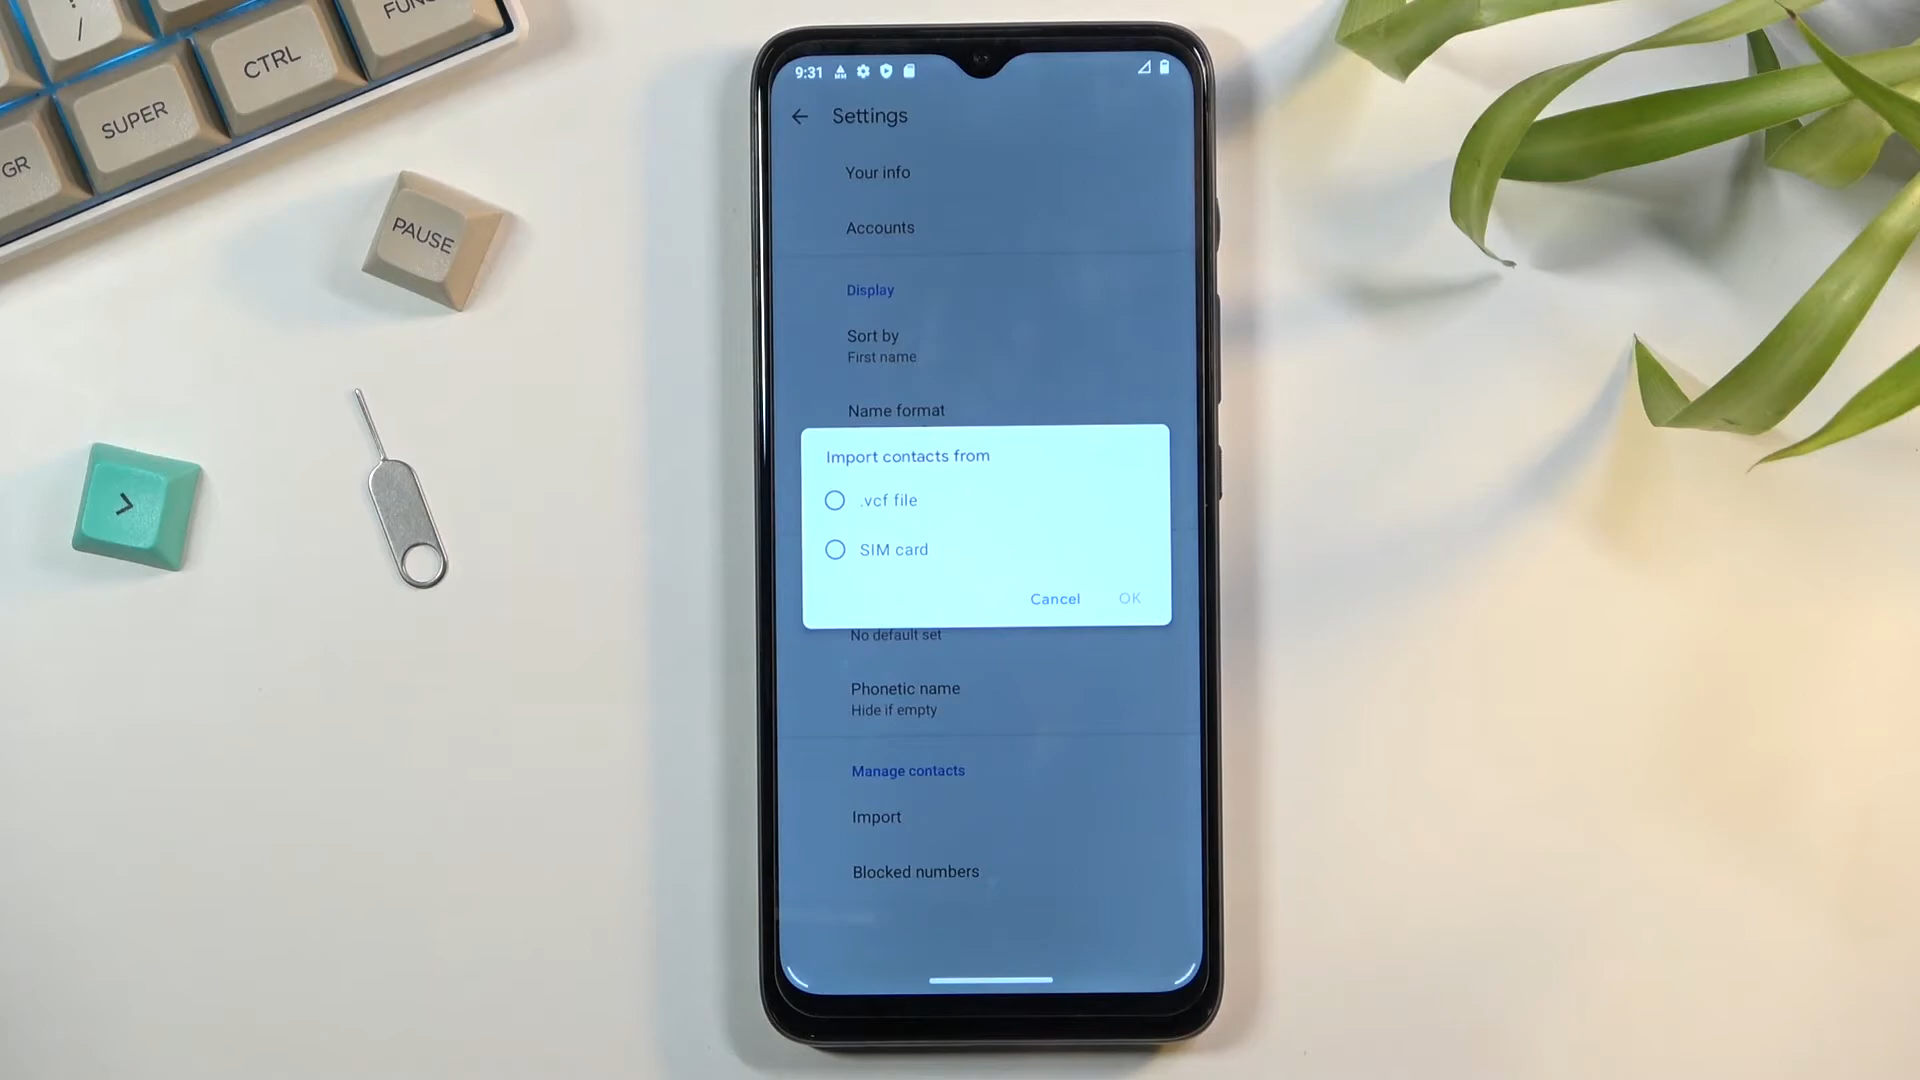 /
CTRL
SUPER
GR
PAUSE
>
9:31
Settings
Your info
Accounts
Display
Sort by
First name
Name format
Import contacts from
.vcf file
SIM card
Cancel OK
No default set
Phonetic name
Hide if empty
Manage contacts
Import
Blocked numbers